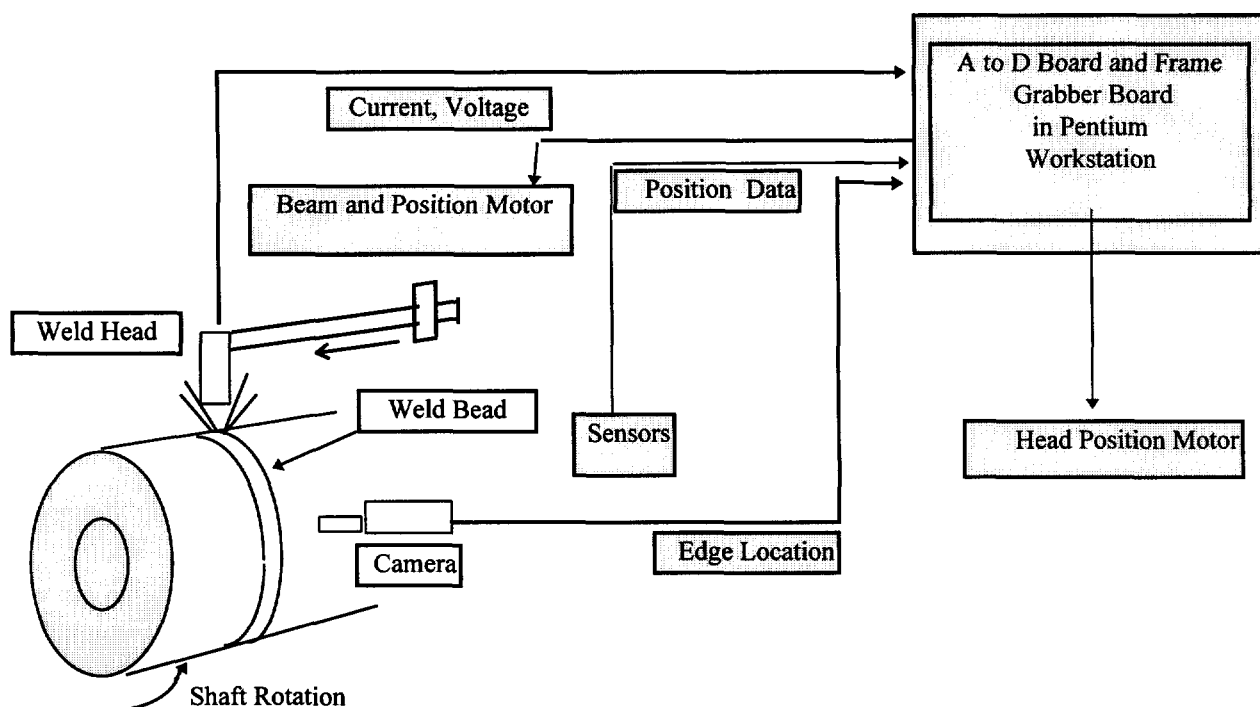 A to D Board and Frame
Grabber Board
in Pentium
Workstation
Current, Voltage
Position Data
Beam and Position Motor
Weld Head
Weld Bead
Sensors
Head Position Motor
Camera
Edge Location
Shaft Rotation